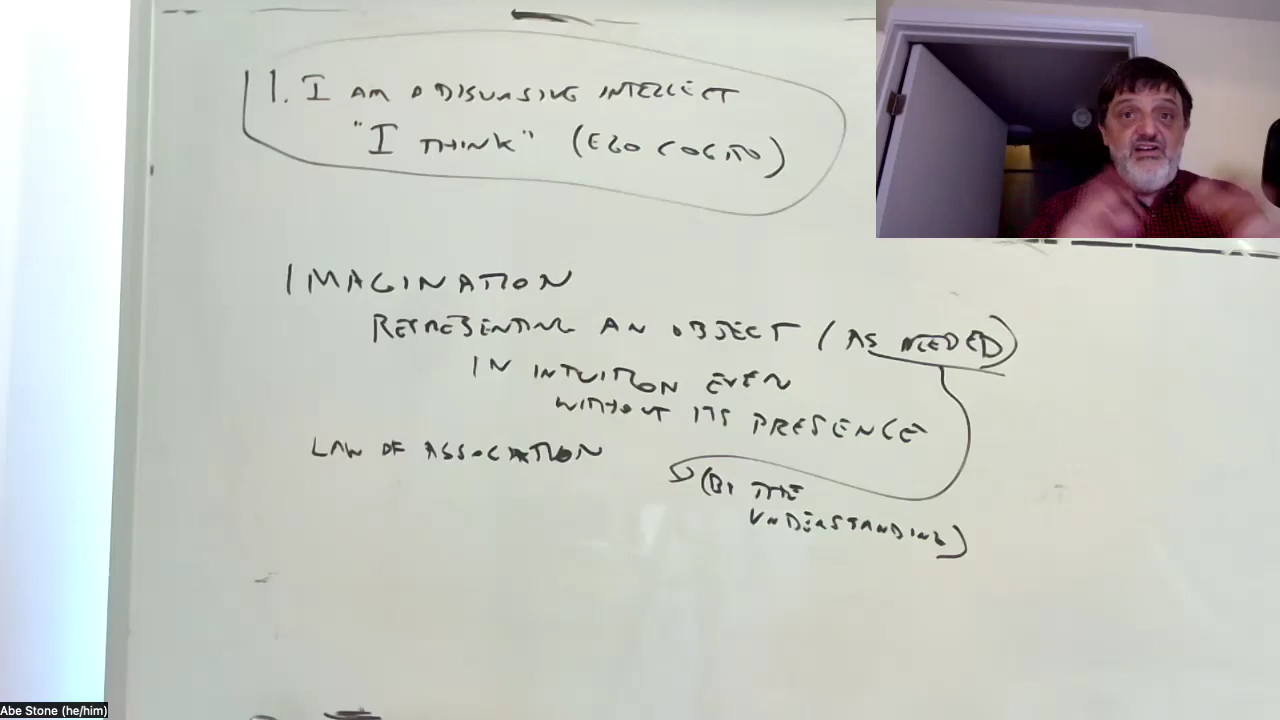 1. I AM A DISCURSIVE INTELLECT
"I THINK" (EGO COGITO)
IMAGINATION
REPRESENTING AN OBJECT (AS NEEDED)
IN INTUITION EVEN
WITHOUT ITS PRESENCE
LAW OF ASSOCIATION
(BY THE
UNDERSTANDING)
Abe Stone (he/him)